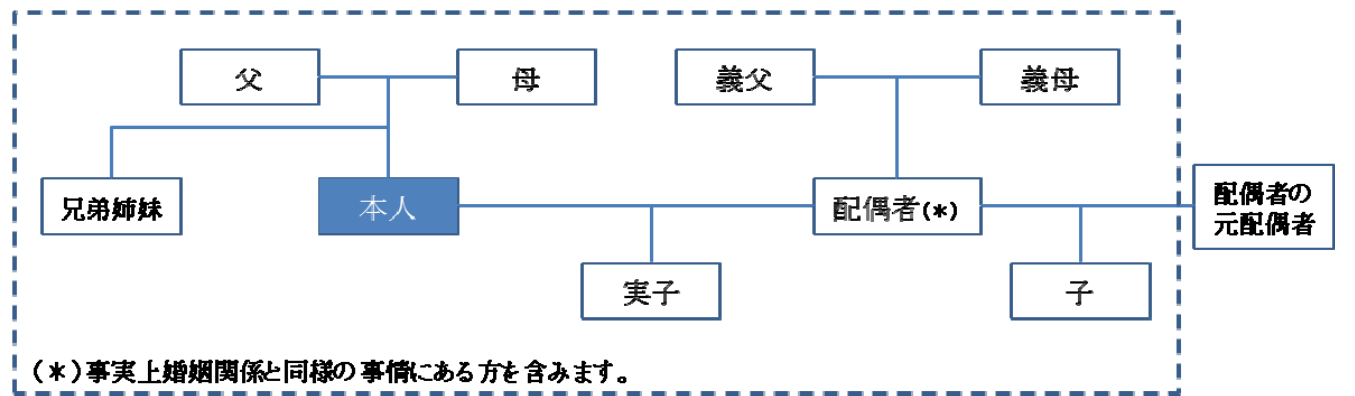 父
母
義父
義母
兄弟姉妹
本人
配偶者(*)
配偶者の
元配偶者
実子
子
(*)事実上婚姻関係と同様の事情にある方を含みます。